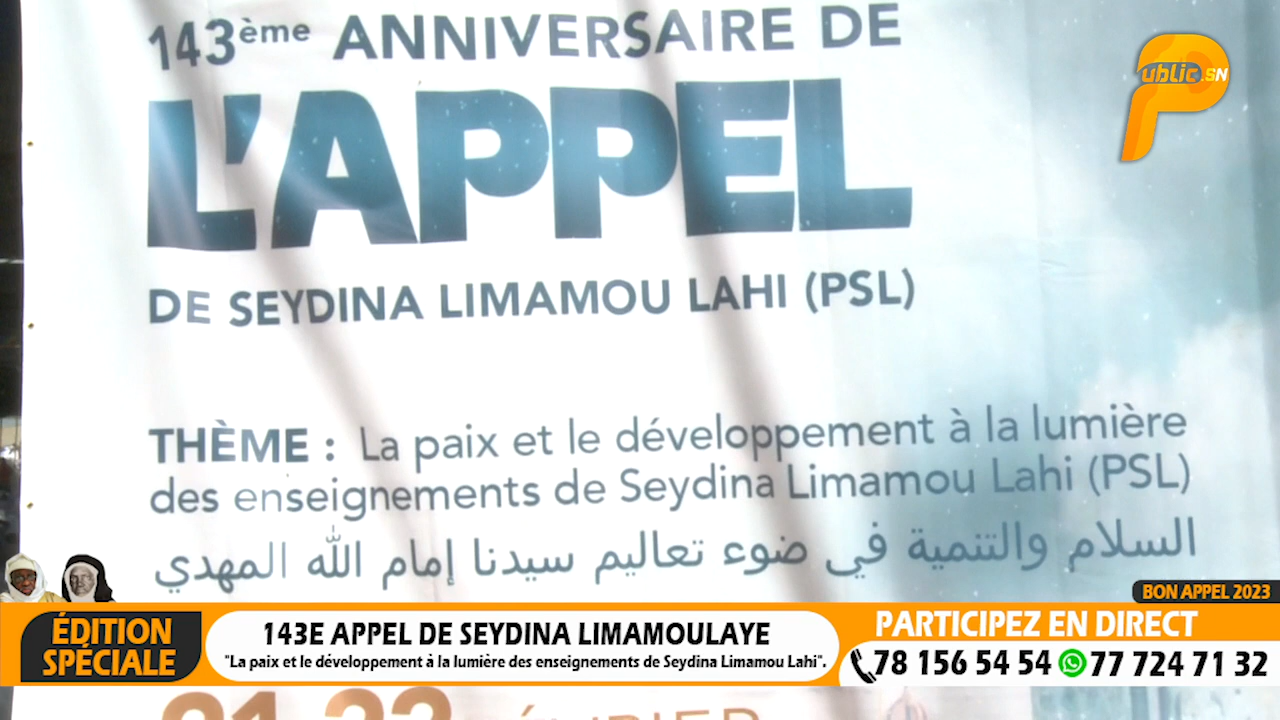 143ème ANNIVERSAIRE DE
L'APPEL
DE SEYDINA LIMAMOU LAHI (PSL)
THÈME : La paix et le développement à la lumière
des enseignements de Seydina Limamou Lahi (PSL)
السلام والتنمية في ضوء تعاليم سيدنا إمام الله المهدي
Public.SN
BON APPEL 2023
ÉDITION
SPÉCIALE
143E APPEL DE SEYDINA LIMAMOULAYE
"La paix et le développement à la lumière des enseignements de Seydina Limamou Lahi".
PARTICIPEZ EN DIRECT
78 156 54 54 77 724 71 32
FÉVRIER